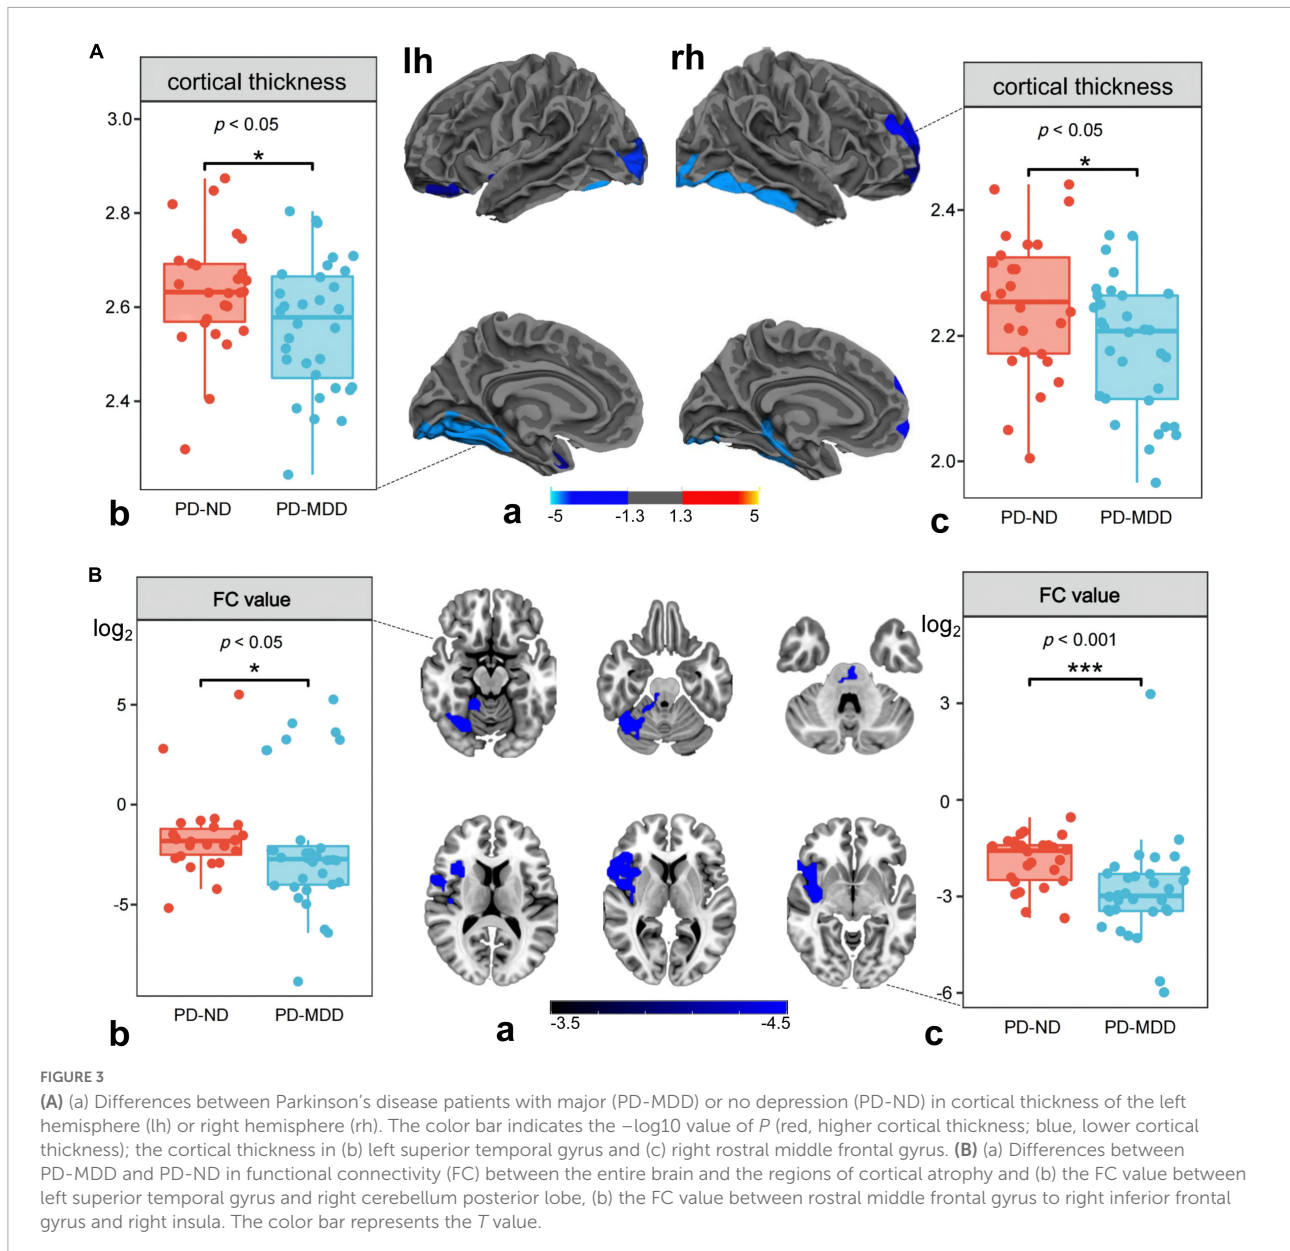 A
cortical thickness
p < 0.05
*
3.0
2.8
2.6
2.4
PD-ND
PD-MDD
b
lh
rh
a
-5
-1.3
1.3
5
cortical thickness
p < 0.05
*
2.4
2.2
2.0
PD-ND
PD-MDD
c
B
FC value
log2
p < 0.05
*
5
0
-5
PD-ND
PD-MDD
b
a
-3.5
-4.5
FC value
log2
p < 0.001
***
3
0
-3
-6
PD-ND
PD-MDD
c
FIGURE 3
(A) (a) Differences between Parkinson's disease patients with major (PD-MDD) or no depression (PD-ND) in cortical thickness of the left
hemisphere (lh) or right hemisphere (rh). The color bar indicates the −log10 value of P (red, higher cortical thickness; blue, lower cortical
thickness); the cortical thickness in (b) left superior temporal gyrus and (c) right rostral middle frontal gyrus. (B) (a) Differences between
PD-MDD and PD-ND in functional connectivity (FC) between the entire brain and the regions of cortical atrophy and (b) the FC value between
left superior temporal gyrus and right cerebellum posterior lobe, (b) the FC value between rostral middle frontal gyrus to right inferior frontal
gyrus and right insula. The color bar represents the T value.